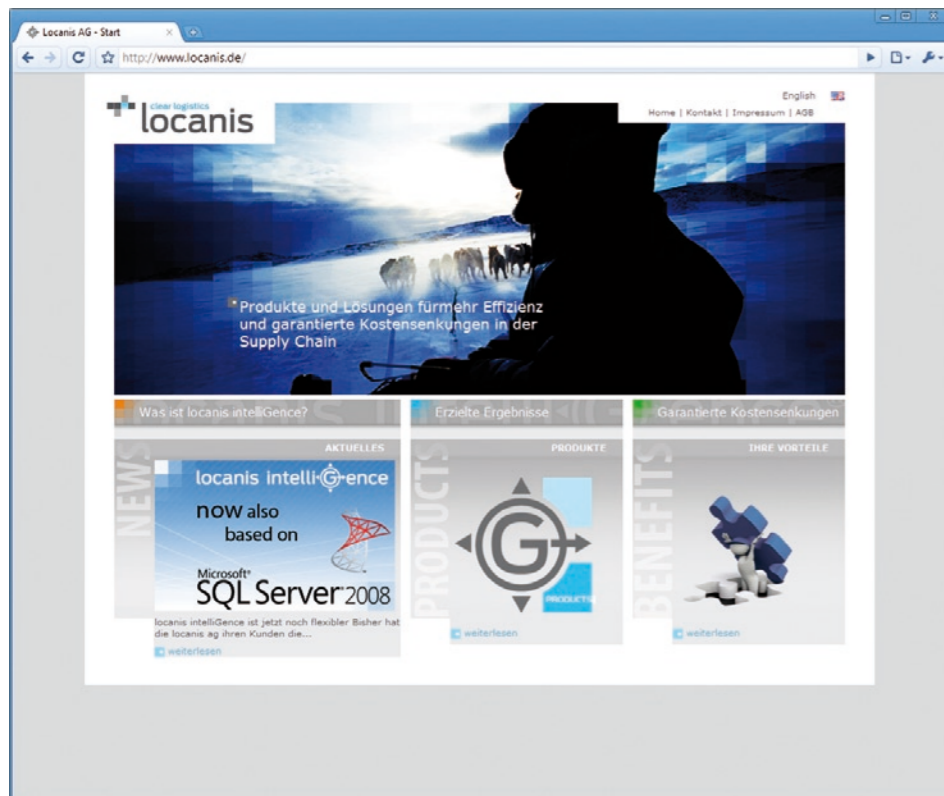 Locanis AG - Start
http://www.locanis.de/
clear logistics
locanis
English
Home | Kontakt | Impressum | AGB
Produkte und Lösungen fürmehr Effizienz
und garantierte Kostensenkungen in der
Supply Chain
Was ist locanis intelliGence?
Erzielte Ergebnisse
Garantierte Kostensenkungen
NEWS
AKTUELLES
locanis intelli·G·ence
now also
based on
Microsoft®
SQL Server 2008
locanis intelliGence ist jetzt noch flexibler Bisher hat
die locanis ag ihren Kunden die...
weiterlesen
PRODUCTS
PRODUKTE
G
PRODUCTS
weiterlesen
BENEFITS
IHRE VORTEILE
weiterlesen